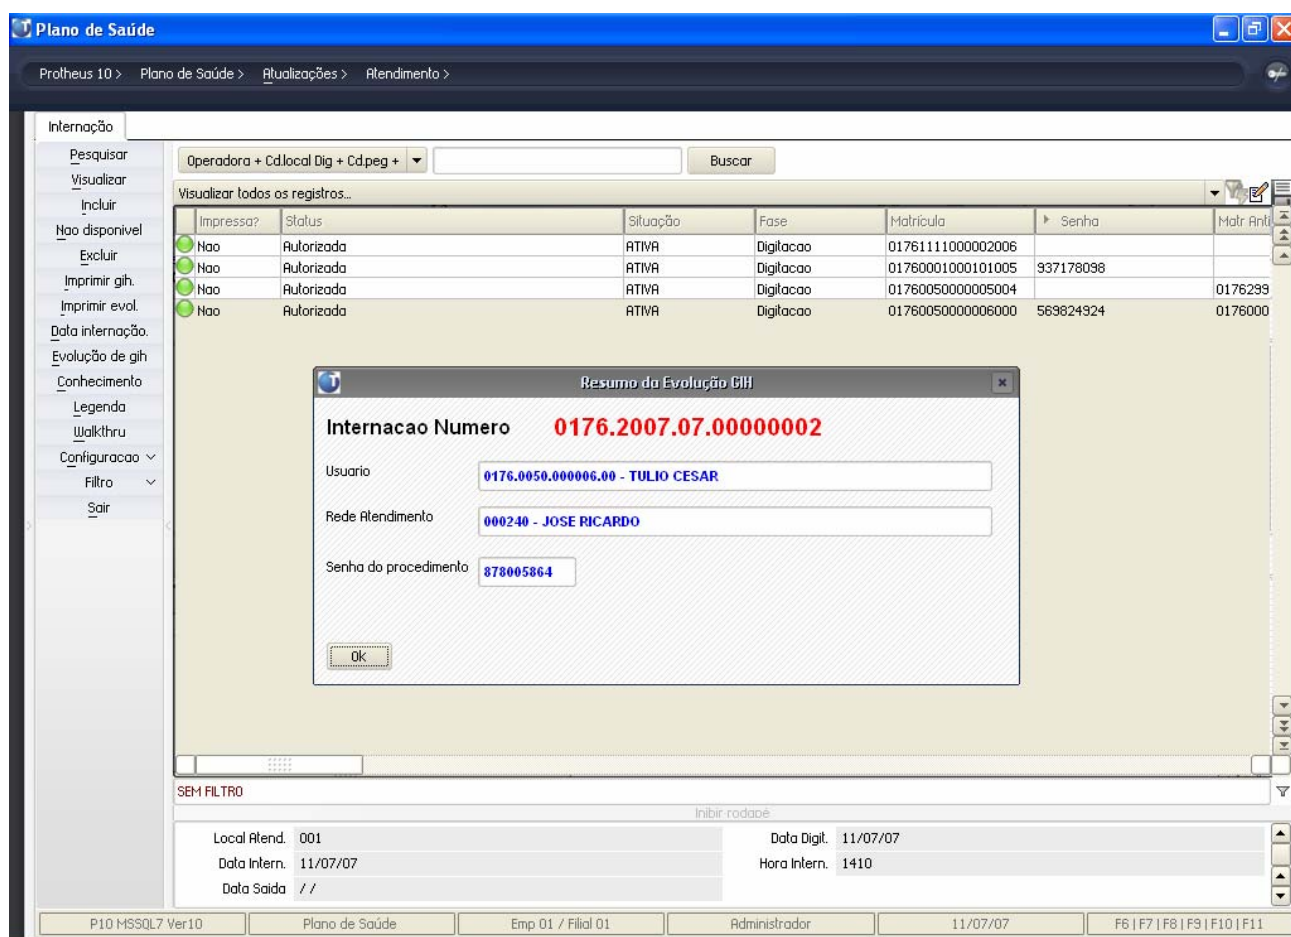 Plano de Saúde
Protheus 10 > Plano de Saúde > Atualizações > Atendimento >
Internação
Pesquisar
Visualizar
Incluir
Nao disponivel
Excluir
Imprimir gih.
Imprimir evol.
Data internação.
Evolução de gih
Conhecimento
Legenda
Walkthru
Configuracao
Filtro
Sair
Operadora + Cd.local Dig + Cd.peg + Buscar
Visualizar todos os registros...
Impressa? Status Situação Fase Matrícula Senha Matr Anti
Nao Autorizada ATIVA Digitacao 01761111000002006
Nao Autorizada ATIVA Digitacao 01760001000101005 937178098
Nao Autorizada ATIVA Digitacao 01760050000005004 0176299
Nao Autorizada ATIVA Digitacao 01760050000006000 569824924 0176000
Resumo da Evolução GIH
Internacao Numero 0176.2007.07.00000002
Usuario 0176.0050.000006.00 - TULIO CESAR
Rede Atendimento 000240 - JOSE RICARDO
Senha do procedimento 878005864
OK
SEM FILTRO
Inibir rodapé
Local Atend. 001 Data Digit. 11/07/07
Data Intern. 11/07/07 Hora Intern. 1410
Data Saida / /
P10 MSSQL7 Ver10 Plano de Saúde Emp 01 / Filial 01 Administrador 11/07/07 F6 | F7 | F8 | F9 | F10 | F11